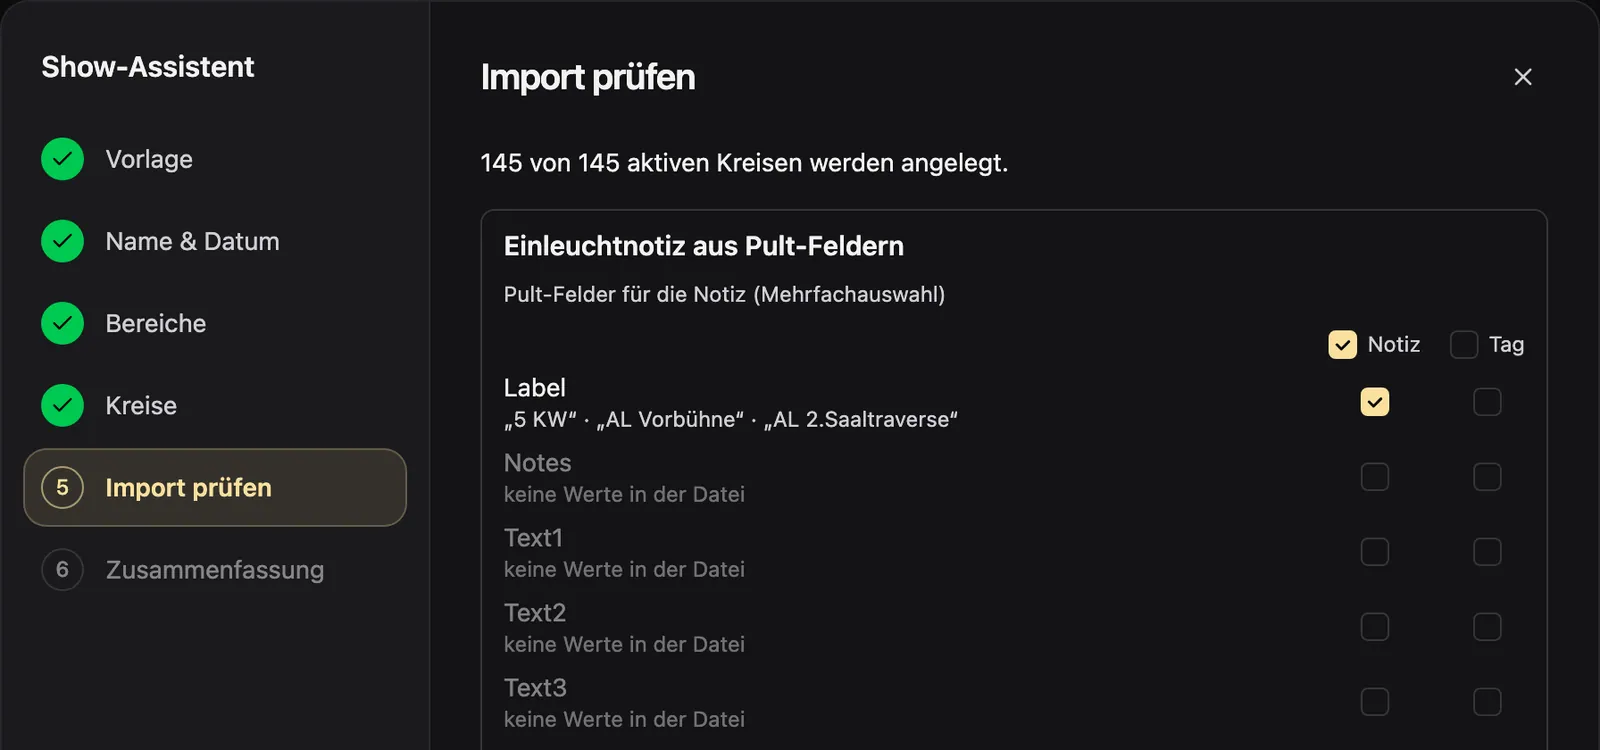 Show-Assistent
Vorlage
Name & Datum
Bereiche
Kreise
5 Import prüfen
6 Zusammenfassung
Import prüfen
145 von 145 aktiven Kreisen werden angelegt.
Einleuchtnotiz aus Pult-Feldern
Pult-Felder für die Notiz (Mehrfachauswahl)
Notiz Tag
Label
„5 KW“ · „AL Vorbühne“ · „AL 2.Saaltraverse“
Notes
keine Werte in der Datei
Text1
keine Werte in der Datei
Text2
keine Werte in der Datei
Text3
keine Werte in der Datei